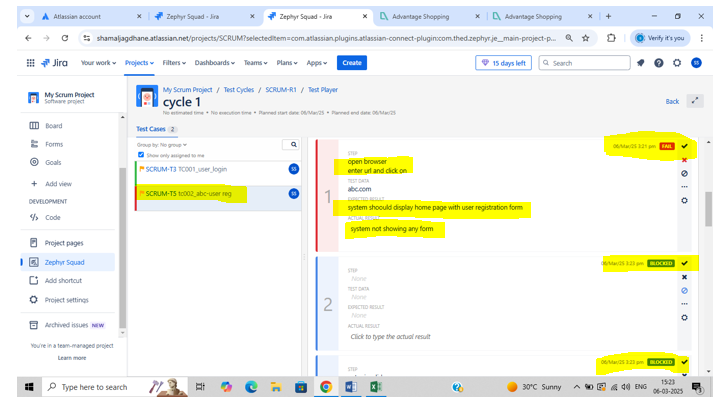 Atlassian account
Zephyr Squad - Jira
Zephyr Squad - Jira
Advantage Shopping
Advantage Shopping
shamaljagdhane.atlassian.net/projects/SCRUM?selectedItem=com.atlassian.plugins.atlassian-connect-plugin:com.thed.zephyr.je__main-project-p...
Verify it's you
Jira
Your work
Projects
Filters
Dashboards
Teams
Plans
Apps
Create
15 days left
Search
SS
My Scrum Project
Software project
Board
Forms
Goals
Add view
DEVELOPMENT
Code
Project pages
Zephyr Squad
Add shortcut
Project settings
Archived issues NEW
You're in a team-managed project
Learn more
My Scrum Project / Test Cycles / SCRUM-R1 / Test Player
cycle 1
No estimated time • No execution time • Planned start date: 06/Mar/25 • Planned end date: 06/Mar/25
Back
Test Cases 2
Group by: No group
Show only assigned to me
SCRUM-T3 TC001_user_login
SS
SCRUM-T5 tc002_abc-user reg
SS
06/Mar/25 3:21 pm FAIL
1
STEP
open browser
enter url and click on
TEST DATA
abc.com
EXPECTED RESULT
system shoould display home page with user registration form
ACTUAL RESULT
system not showing any form
06/Mar/25 3:23 pm BLOCKED
2
STEP
None
TEST DATA
None
EXPECTED RESULT
None
ACTUAL RESULT
Click to type the actual result
06/Mar/25 3:23 pm BLOCKED
STEP
Type here to search
30°C Sunny
ENG
15:23
06-03-2025
3